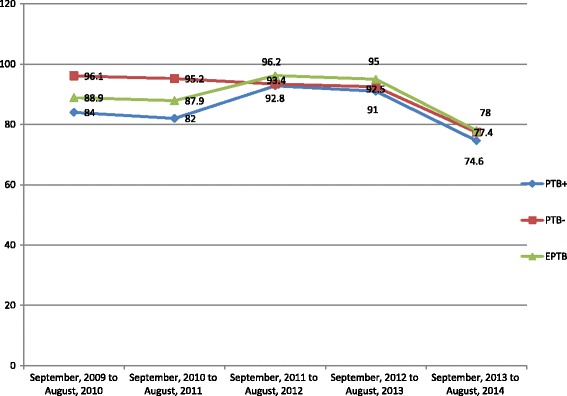 120
100
80
60
40
20
0
96.1
88.9
84
95.2
87.9
82
96.2
93.4
92.8
95
92.5
91
78
77.4
74.6
PTB+
PTB-
EPTB
September, 2009 to
August, 2010
September, 2010 to
August, 2011
September, 2011 to
August, 2012
September, 2012 to
August, 2013
September, 2013 to
August, 2014